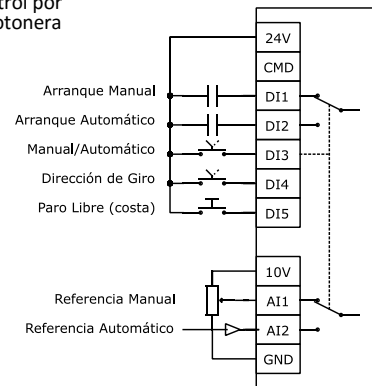 trol por
otonera
24V
CMD
Arranque Manual DI1
Arranque Automático DI2
Manual/Automático DI3
Dirección de Giro DI4
Paro Libre (costa) DI5
10V
Referencia Manual AI1
Referencia Automático AI2
GND